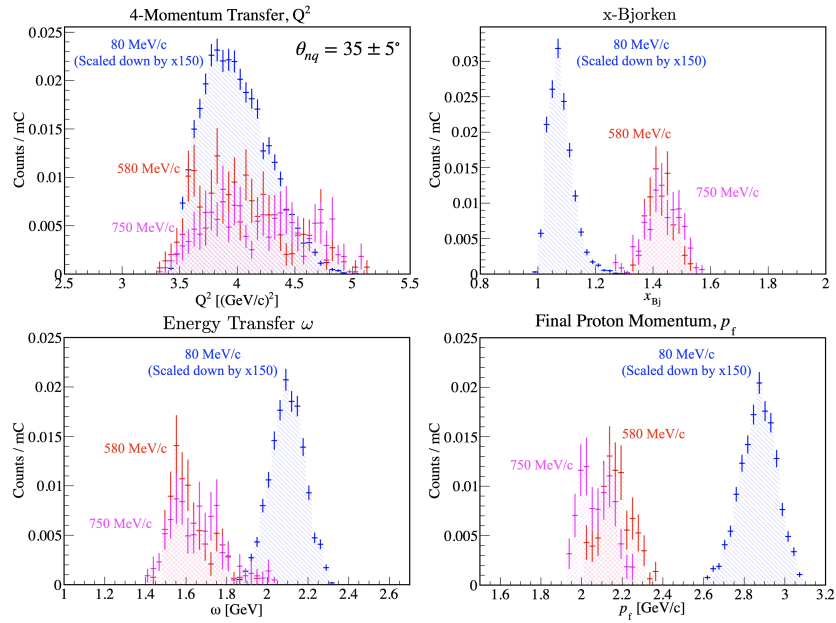 4-Momentum Transfer, Q²
80 MeV/c
(Scaled down by x150)
θnq = 35 ± 5°
580 MeV/c
750 MeV/c
Counts / mC
0
0.005
0.01
0.015
0.02
0.025
2.5
3
3.5
4
4.5
5
5.5
Q² [(GeV/c)²]
x-Bjorken
80 MeV/c
(Scaled down by x150)
580 MeV/c
750 MeV/c
Counts / mC
0
0.01
0.02
0.03
0.8
1
1.2
1.4
1.6
1.8
2
xBj
Energy Transfer ω
80 MeV/c
(Scaled down by x150)
580 MeV/c
750 MeV/c
Counts / mC
0
0.005
0.01
0.015
0.02
0.025
1
1.2
1.4
1.6
1.8
2
2.2
2.4
2.6
ω [GeV]
Final Proton Momentum, pf
80 MeV/c
(Scaled down by x150)
580 MeV/c
750 MeV/c
Counts / mC
0
0.005
0.01
0.015
0.02
0.025
1.6
1.8
2
2.2
2.4
2.6
2.8
3
3.2
pf [GeV/c]